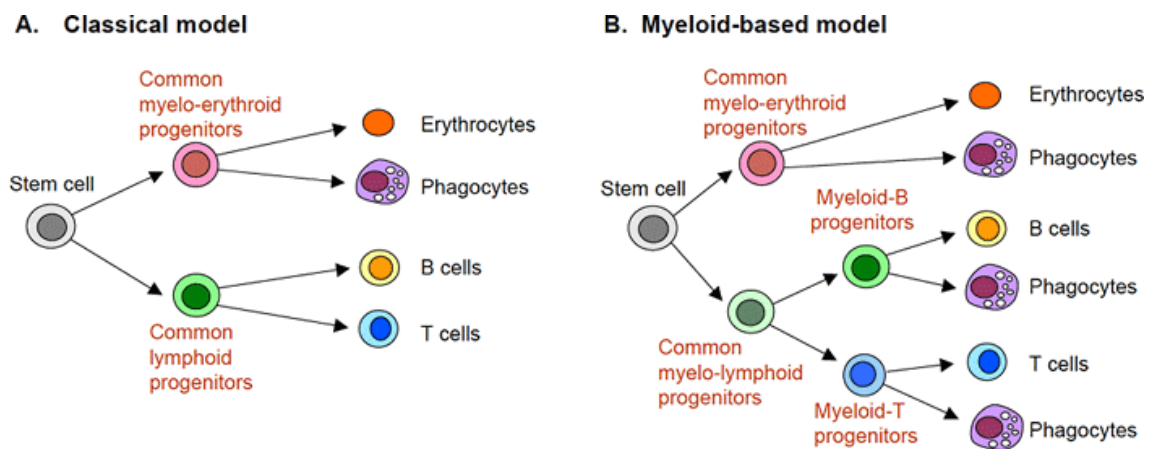 A. Classical model
Common
myelo-erythroid
progenitors
Erythrocytes
Phagocytes
Stem cell
B cells
T cells
Common
lymphoid
progenitors
B. Myeloid-based model
Common
myelo-erythroid
progenitors
Erythrocytes
Phagocytes
Stem cell
Myeloid-B
progenitors
B cells
Phagocytes
Common
myelo-lymphoid
progenitors
T cells
Myeloid-T
progenitors
Phagocytes